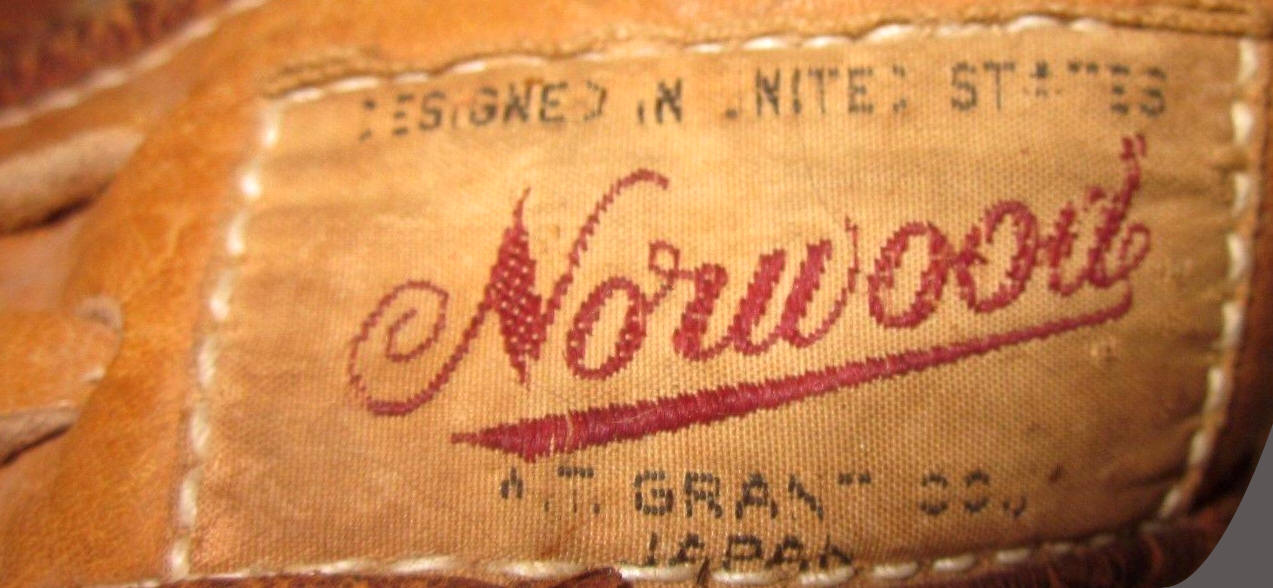 DESIGNED IN UNITED STATES
Norwood
W.T. GRANT CO.,
JAPAN